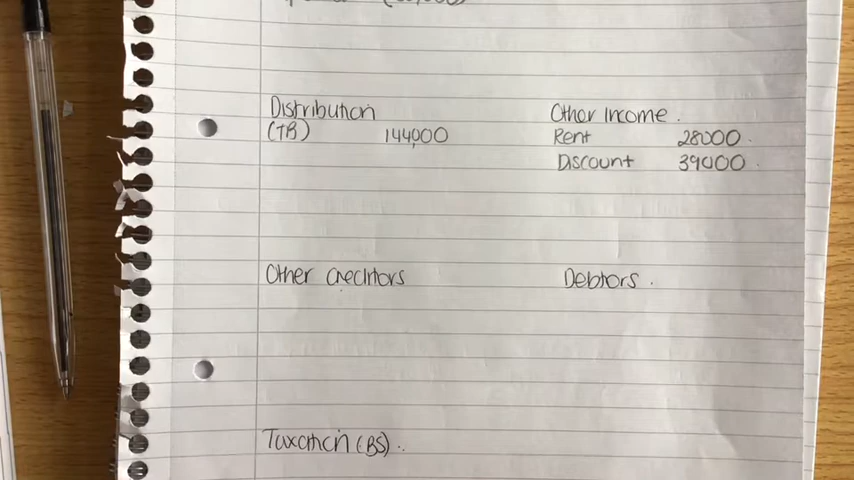 Distribution
(TB) 144,000
Other Income.
Rent 28000.
Discount 39000.
Other Creditors
Debtors.
Taxation (BS)..